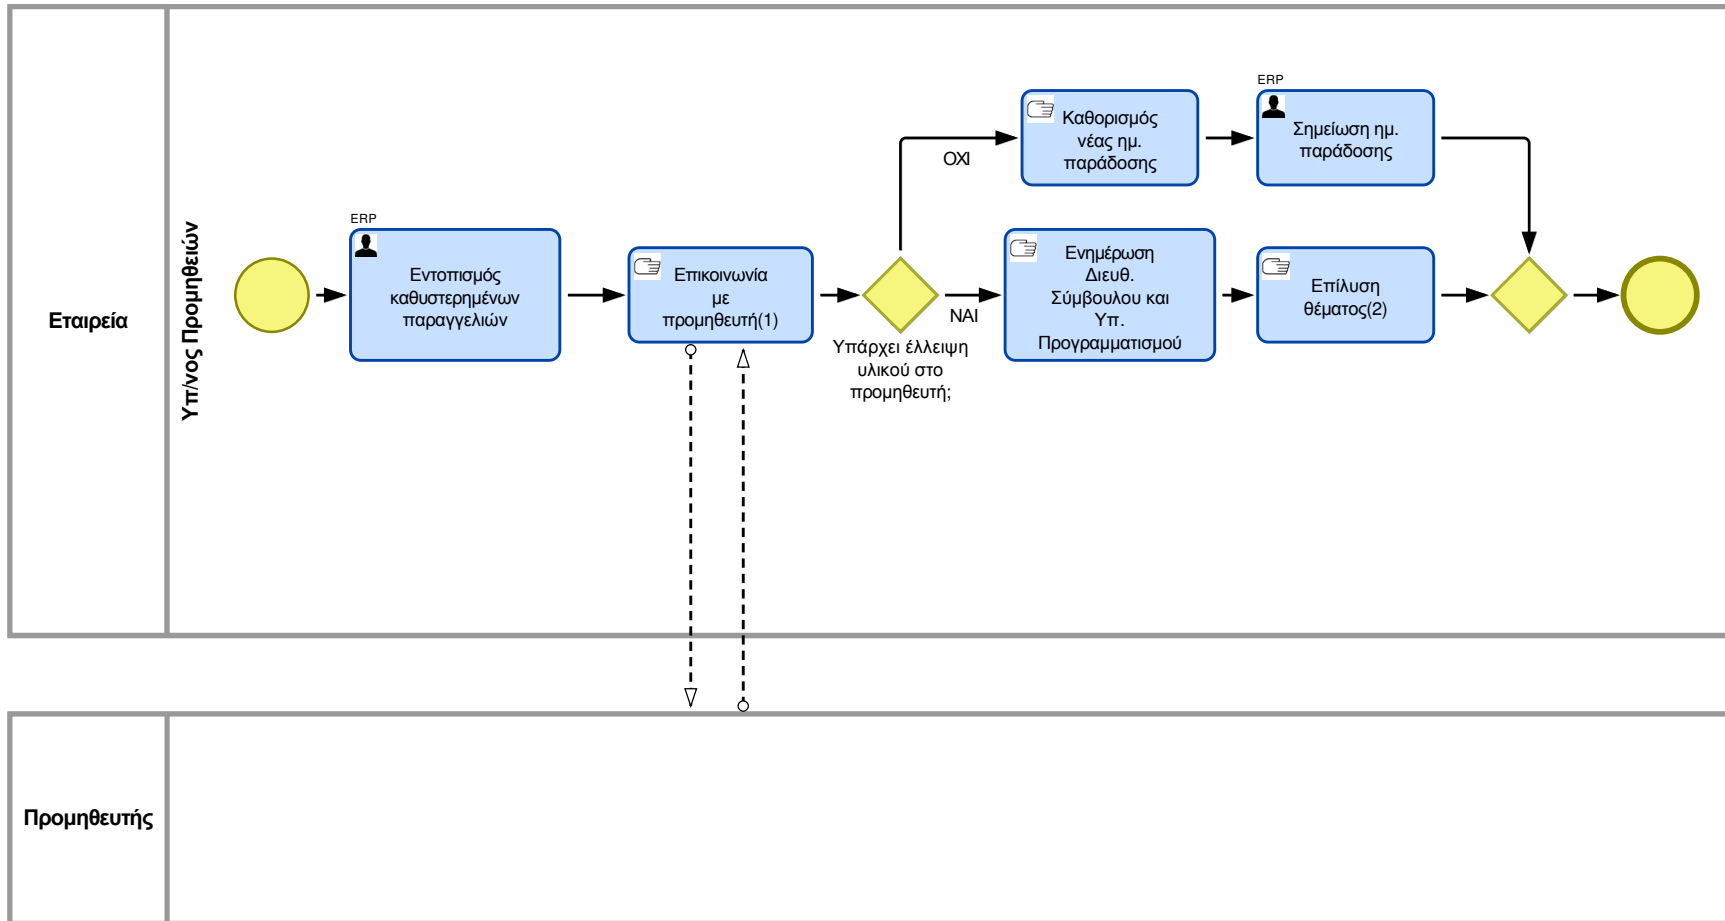 Εταιρεία
Υπ/νος Προμηθειών
ERP
Εντοπισμός
καθυστερημένων
παραγγελιών
Επικοινωνία
με
προμηθευτή(1)
Υπάρχει έλλειψη
υλικού στο
προμηθευτή;
ΟΧΙ
Καθορισμός
νέας ημ.
παράδοσης
ERP
Σημείωση ημ.
παράδοσης
ΝΑΙ
Ενημέρωση
Διευθ.
Σύμβουλου και
Υπ.
Προγραμματισμού
Επίλυση
θέματος(2)
Προμηθευτής